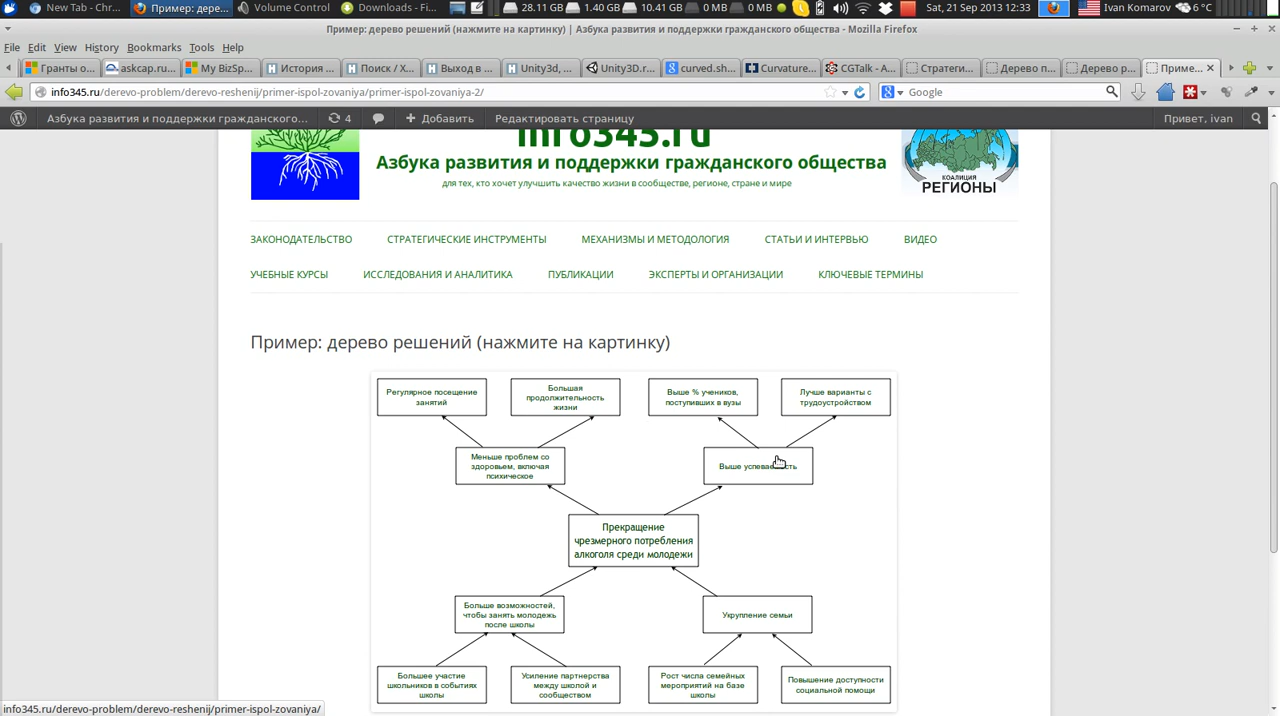 New Tab - Chr...
Пример: дере...
Volume Control
Downloads - Fi...
28.11 GB
1.40 GB
10.41 GB
0 MB
0 MB
Sat, 21 Sep 2013 12:33
Ivan Komarov
6 °C
Пример: дерево решений (нажмите на картинку) | Азбука развития и поддержки гражданского общества - Mozilla Firefox
File Edit View History Bookmarks Tools Help
Гранты о...
askcap.ru...
My BizSp...
История ...
Поиск / Х...
Выход в ...
Unity3d, ...
Unity3D.r...
curved.sh...
Curvature...
CGTalk - A...
Стратеги...
Дерево п...
Дерево р...
Приме...
info345.ru/derevo-problem/derevo-reshenij/primer-ispol-zovaniya/primer-ispol-zovaniya-2/
Google
Азбука развития и поддержки гражданского...
4
Добавить
Редактировать страницу
Привет, ivan
info345.ru
Азбука развития и поддержки гражданского общества
для тех, кто хочет улучшить качество жизни в сообществе, регионе, стране и мире
КОАЛИЦИЯ
РЕГИОНЫ
ЗАКОНОДАТЕЛЬСТВО СТРАТЕГИЧЕСКИЕ ИНСТРУМЕНТЫ МЕХАНИЗМЫ И МЕТОДОЛОГИЯ СТАТЬИ И ИНТЕРВЬЮ ВИДЕО
УЧЕБНЫЕ КУРСЫ ИССЛЕДОВАНИЯ И АНАЛИТИКА ПУБЛИКАЦИИ ЭКСПЕРТЫ И ОРГАНИЗАЦИИ КЛЮЧЕВЫЕ ТЕРМИНЫ
Пример: дерево решений (нажмите на картинку)
Регулярное посещение
занятий
Большая
продолжительность
жизни
Выше % учеников,
поступивших в вузы
Лучше варианты с
трудоустройством
Меньше проблем со
здоровьем, включая
психическое
Выше успеваемость
Прекращение
чрезмерного потребления
алкоголя среди молодежи
Больше возможностей,
чтобы занять молодежь
после школы
Укрупление семьи
Большее участие
школьников в событиях
школы
Усиление партнерства
между школой и
сообществом
Рост числа семейных
мероприятий на базе
школы
Повышение доступности
социальной помощи
info345.ru/derevo-problem/derevo-reshenij/primer-ispol-zovaniya/